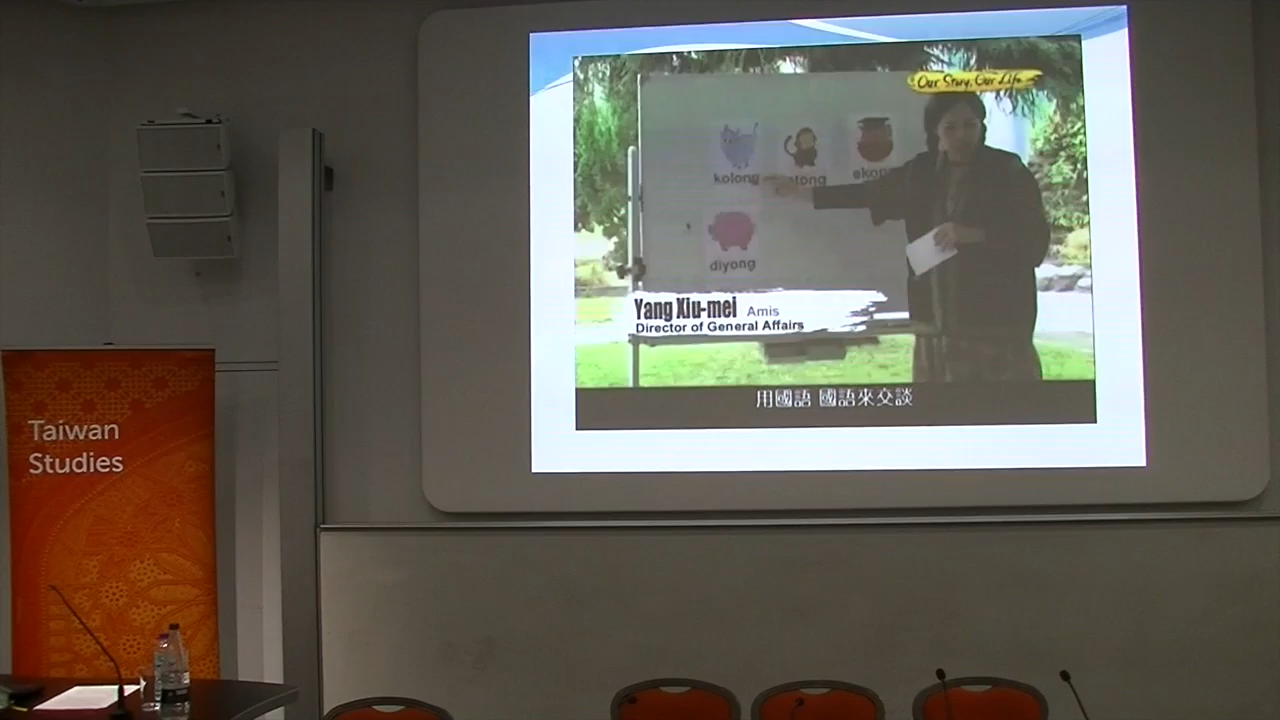 Our Story, Our Life
kolong
diyong
Yang Xiu-mei Amis
Director of General Affairs
用國語 國語來交談
Taiwan
Studies